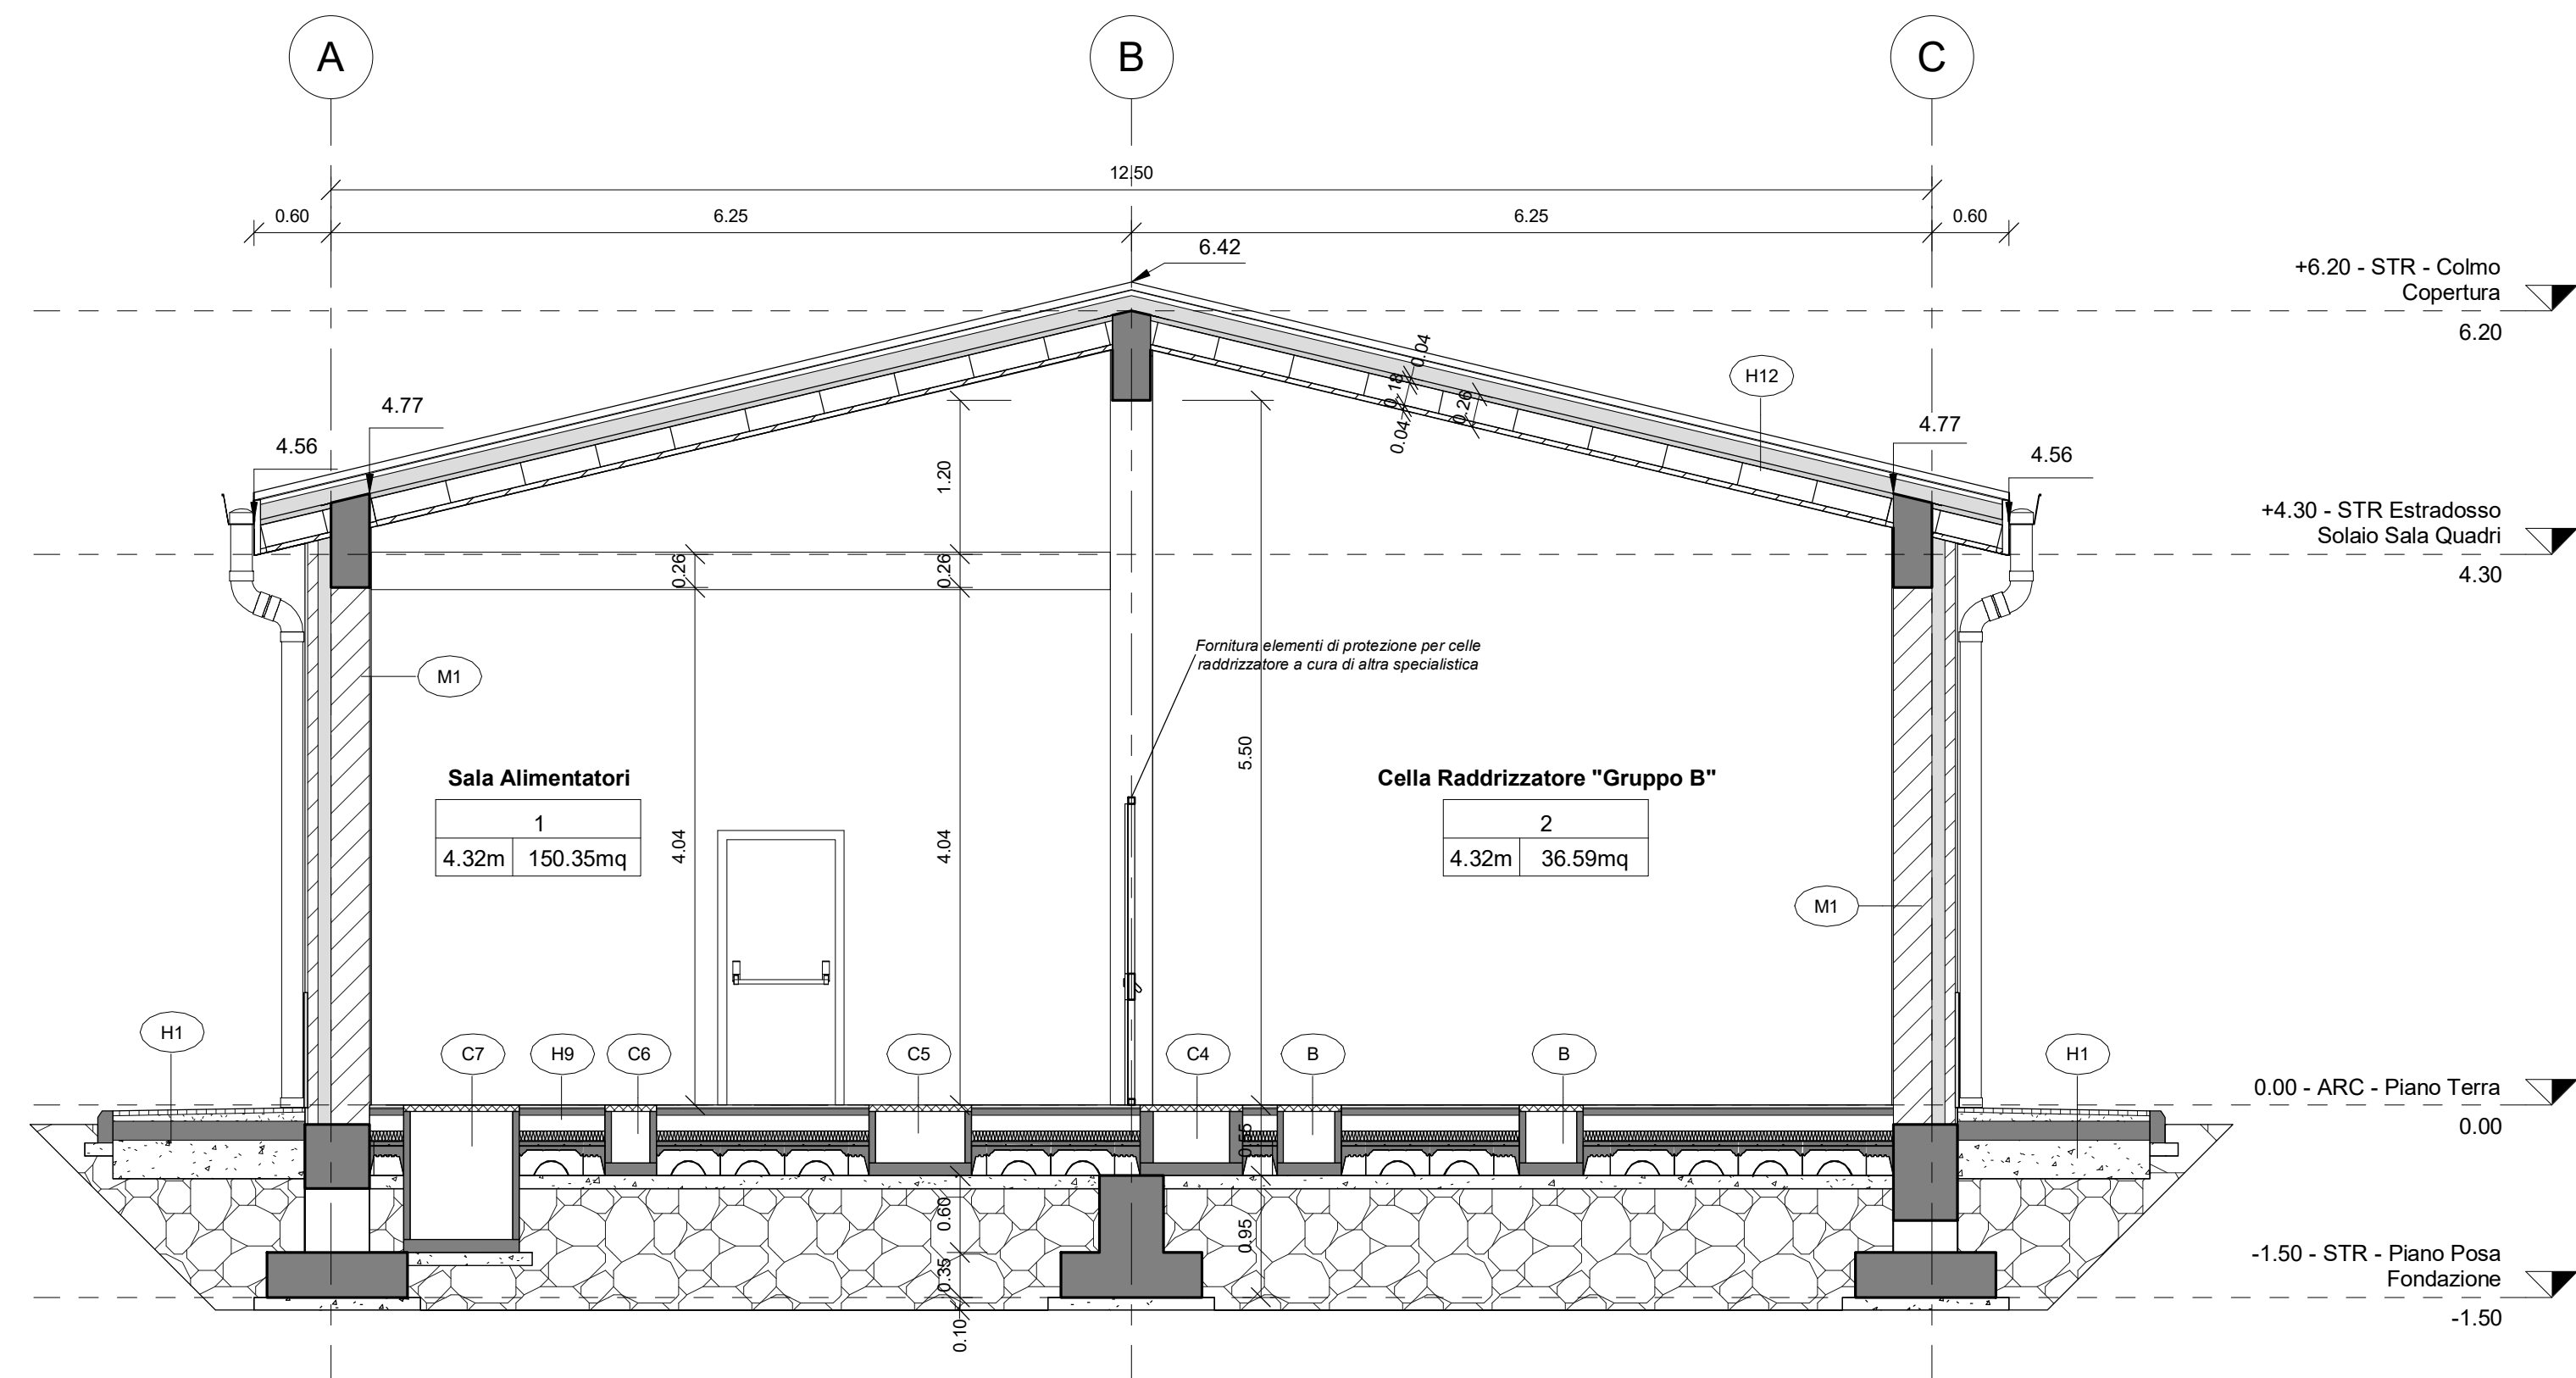 A
B
C
12.50
0.60
6.25
6.25
0.60
6.42
+6.20 - STR - Colmo
Copertura
6.20
0.04
0.18
0.26
0.04
H12
4.77
4.56
4.77
4.56
1.20
+4.30 - STR Estradosso
Solaio Sala Quadri
4.30
0.26
0.26
Fornitura elementi di protezione per celle
raddrizzatore a cura di altra specialistica
M1
5.50
Sala Alimentatori
1
4.32m
150.35mq
4.04
4.04
Cella Raddrizzatore "Gruppo B"
2
4.32m
36.59mq
M1
H1
C7
H9
C6
C5
C4
B
B
H1
0.00 - ARC - Piano Terra
0.00
0.55
0.60
0.95
0.35
0.10
-1.50 - STR - Piano Posa
Fondazione
-1.50